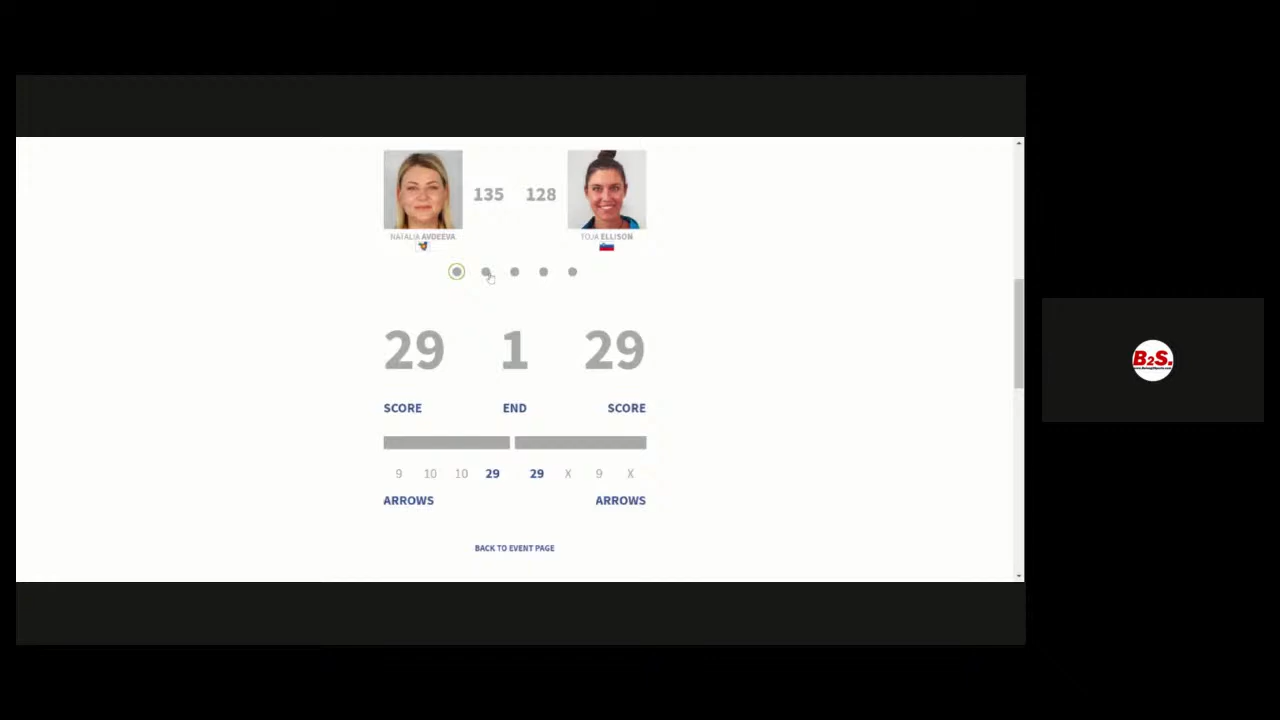 135 128
NATALIA AVDEEVA TOJA ELLISON
29 1 29
SCORE END SCORE
9 10 10 29 29 X 9 X
ARROWS ARROWS
BACK TO EVENT PAGE
B2S.